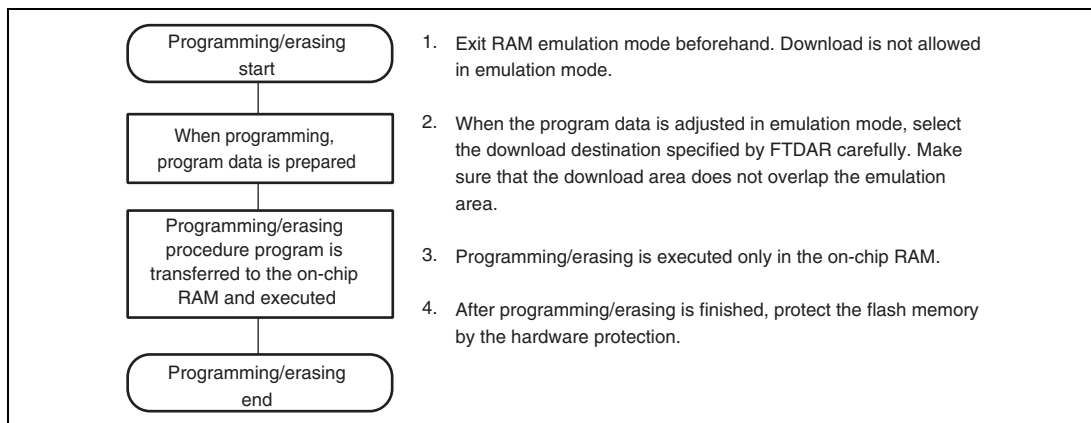 Programming/erasing
start
When programming,
program data is prepared
Programming/erasing
procedure program is
transferred to the on-chip
RAM and executed
Programming/erasing
end
1. Exit RAM emulation mode beforehand. Download is not allowed
in emulation mode.
2. When the program data is adjusted in emulation mode, select
the download destination specified by FTDAR carefully. Make
sure that the download area does not overlap the emulation
area.
3. Programming/erasing is executed only in the on-chip RAM.
4. After programming/erasing is finished, protect the flash memory
by the hardware protection.